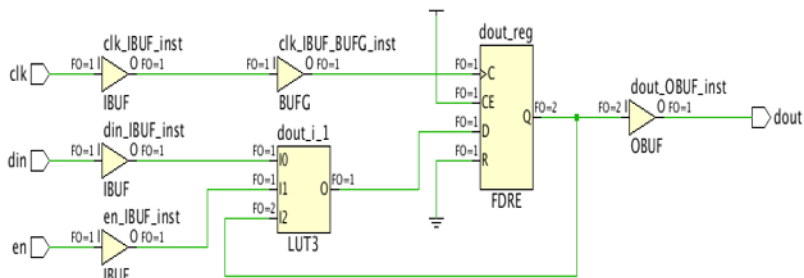 clk_IBUF_inst
clk_IBUF_BUFG_inst
dout_reg
clk
FO=1 I O FO=1
IBUF
FO=1 I O FO=1
BUFG
FO=1 C
FO=1 CE
FO=1 D
FO=1 R
Q FO=2
FDRE
dout_OBUF_inst
FO=2 I O FO=1
OBUF
dout
din_IBUF_inst
din
FO=1 I O FO=1
IBUF
dout_i_1
FO=1 I0
FO=1 I1
FO=2 I2
O FO=1
LUT3
en_IBUF_inst
en
FO=1 I O FO=1
IBUF